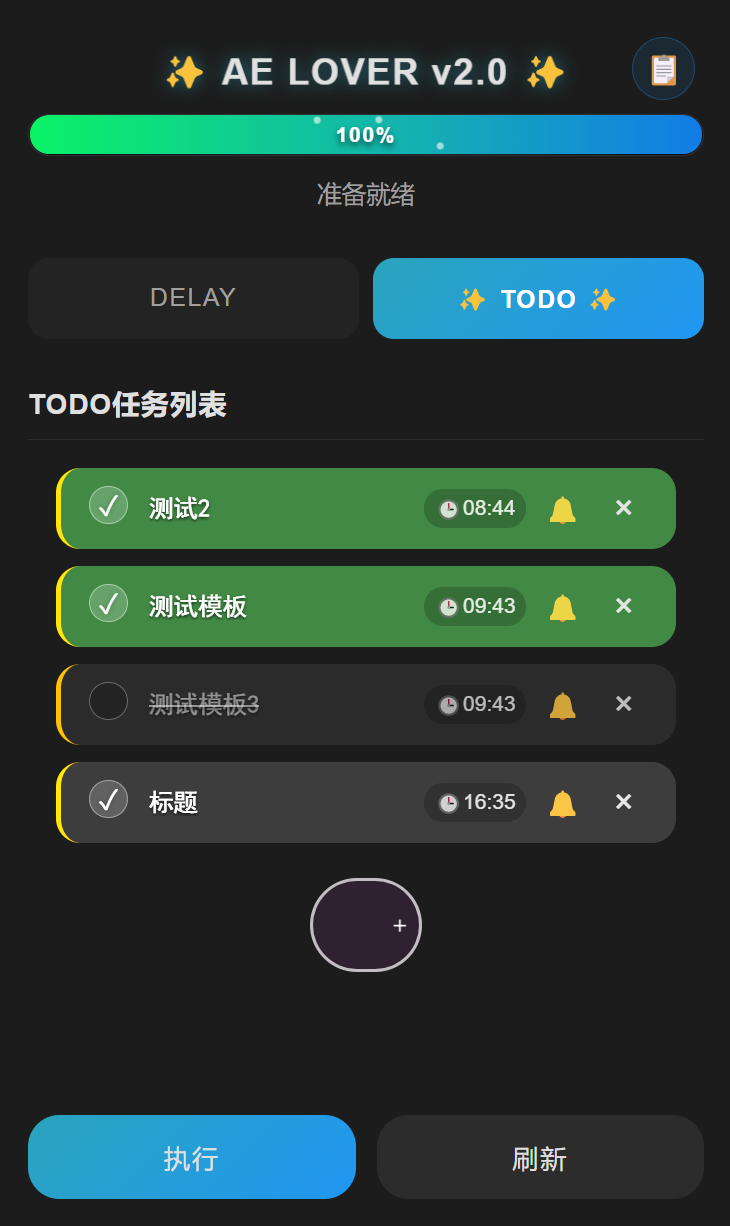 ✨ AE LOVER v2.0 ✨
100%
准备就绪
DELAY
✨ TODO ✨
TODO任务列表
测试2 08:44 ×
测试模板 09:43 ×
测试模板3 09:43 ×
标题 16:35 ×
+
执行
刷新